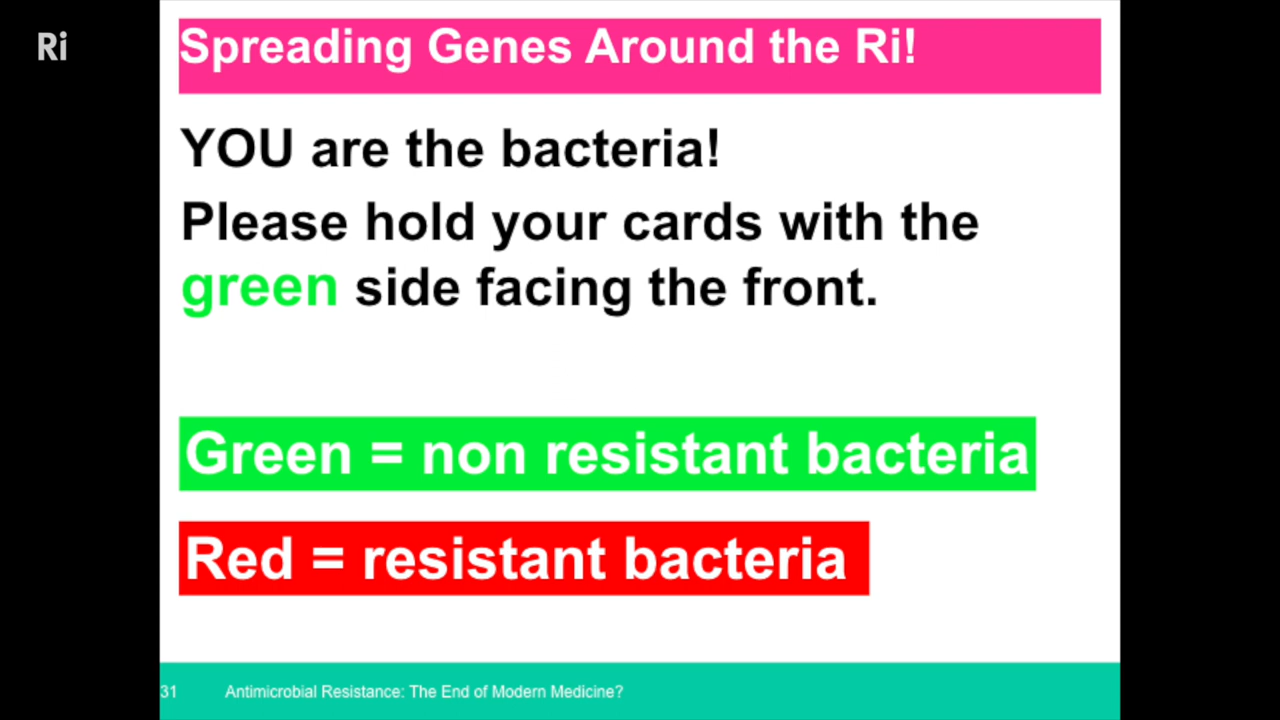 Ri
Spreading Genes Around the Ri!
YOU are the bacteria!
Please hold your cards with the
green side facing the front.
Green = non resistant bacteria
Red = resistant bacteria
31 Antimicrobial Resistance: The End of Modern Medicine?